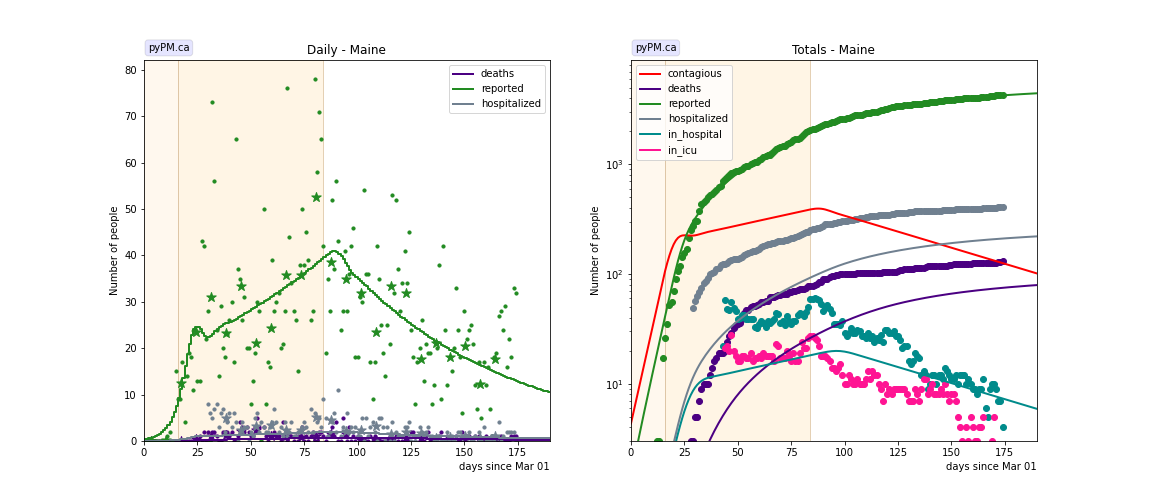 pyPM.ca
Daily - Maine
deaths
reported
hospitalized
Number of people
80
70
60
50
40
30
20
10
0
0 25 50 75 100 125 150 175
days since Mar 01
pyPM.ca
Totals - Maine
contagious
deaths
reported
hospitalized
in_hospital
in_icu
Number of people
10³
10²
10¹
0 25 50 75 100 125 150 175
days since Mar 01